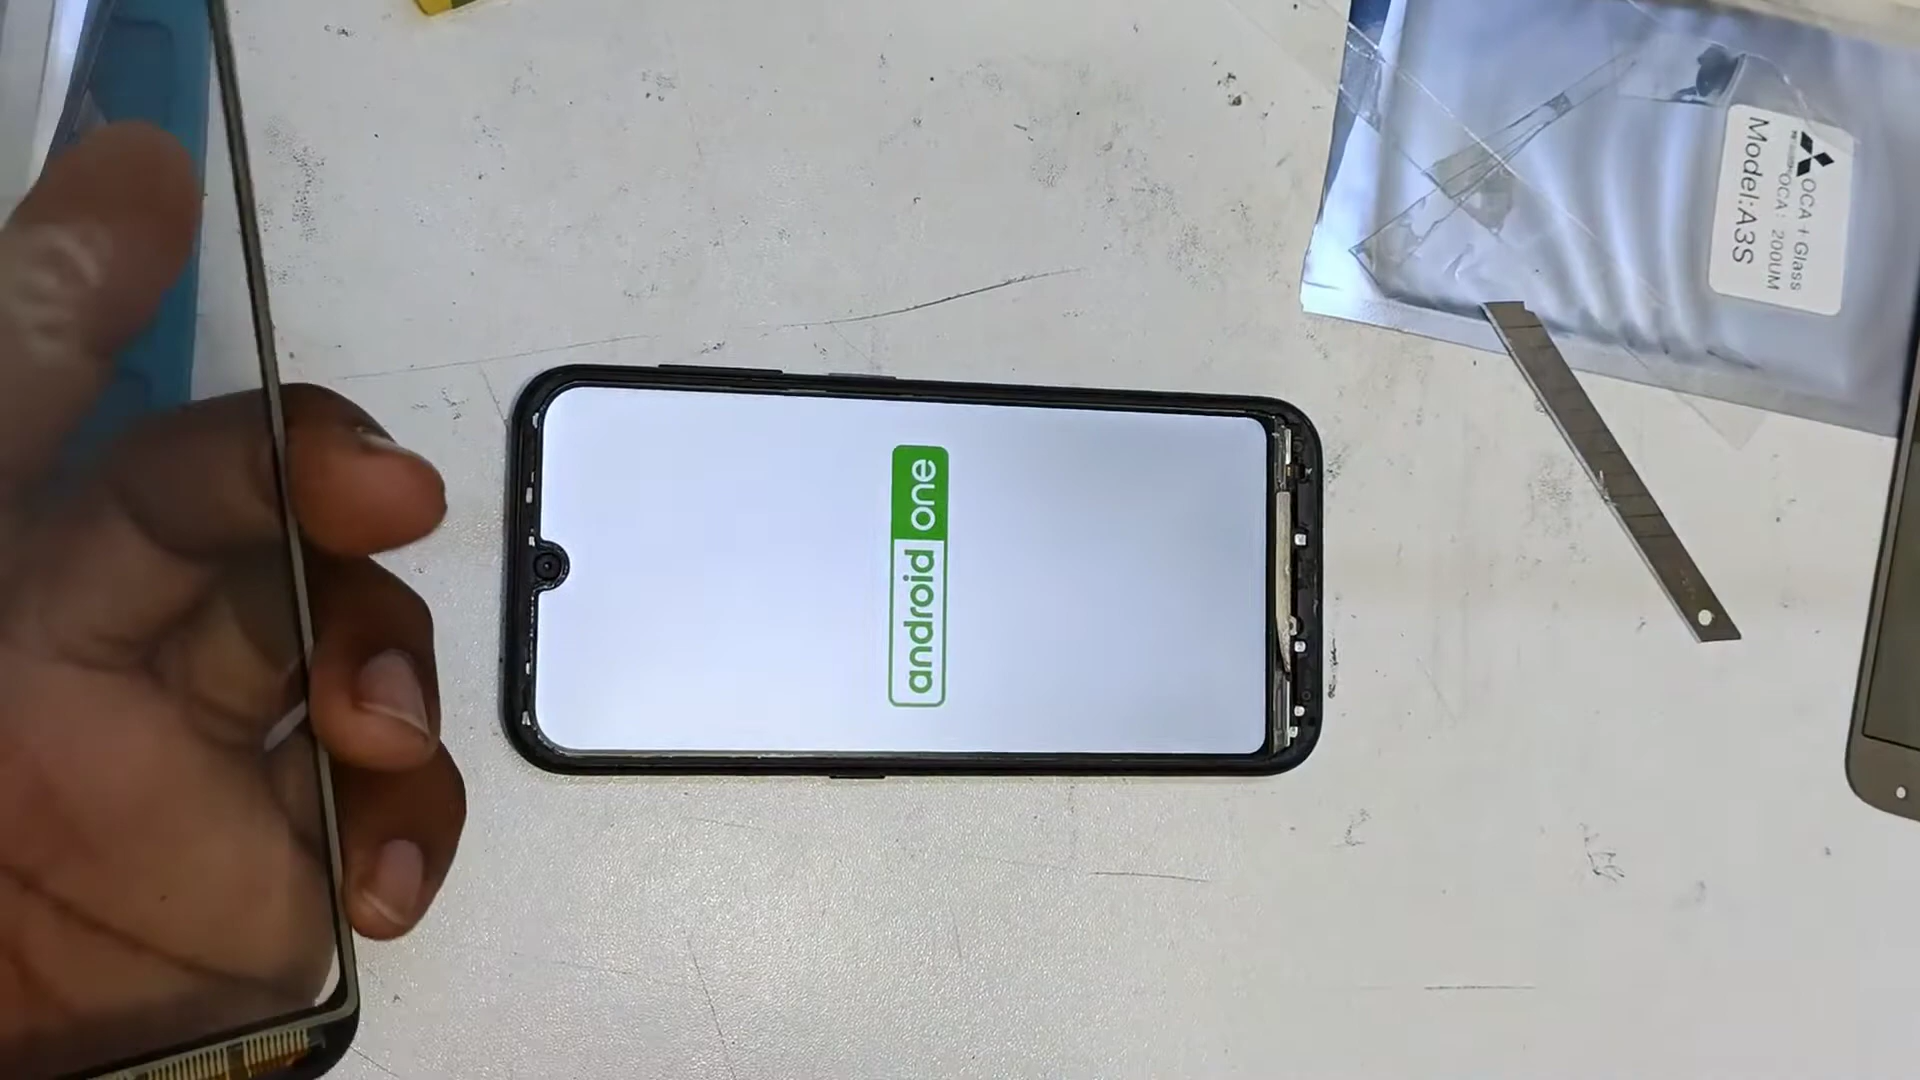 android one
OCA + Glass
OCA: 200UM
Model:A3S